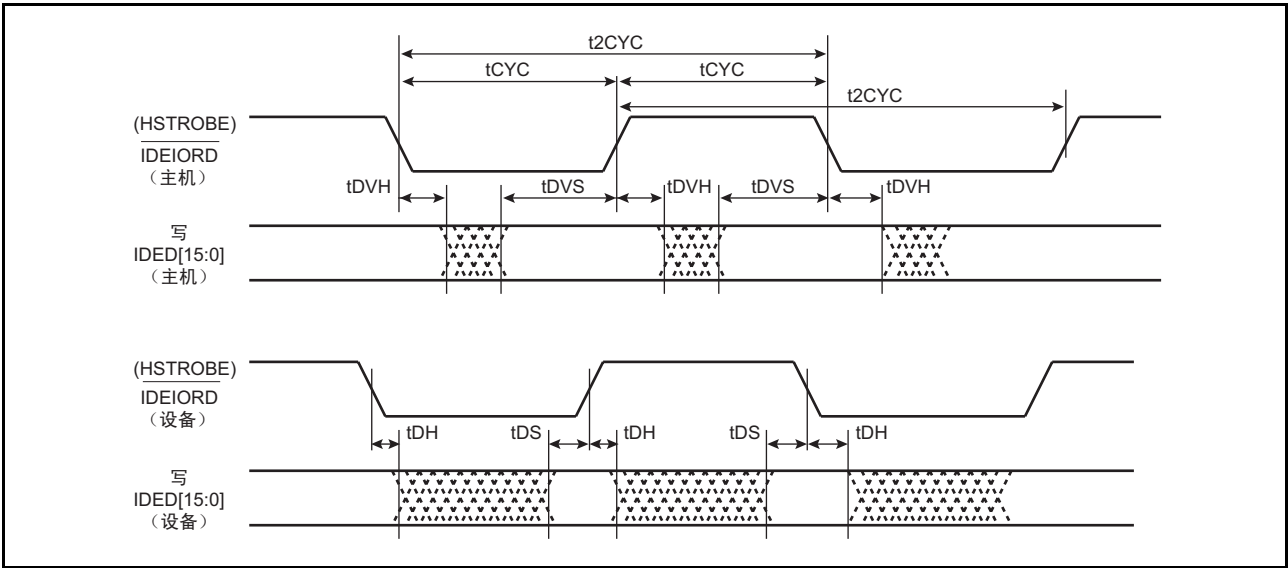 t2CYC
tCYC
tCYC
t2CYC
(HSTROBE)
IDEIORD
（主机）
tDVH
tDVS
tDVH
tDVS
tDVH
写
IDED[15:0]
（主机）
(HSTROBE)
IDEIORD
（设备）
tDH
tDS
tDH
tDS
tDH
写
IDED[15:0]
（设备）